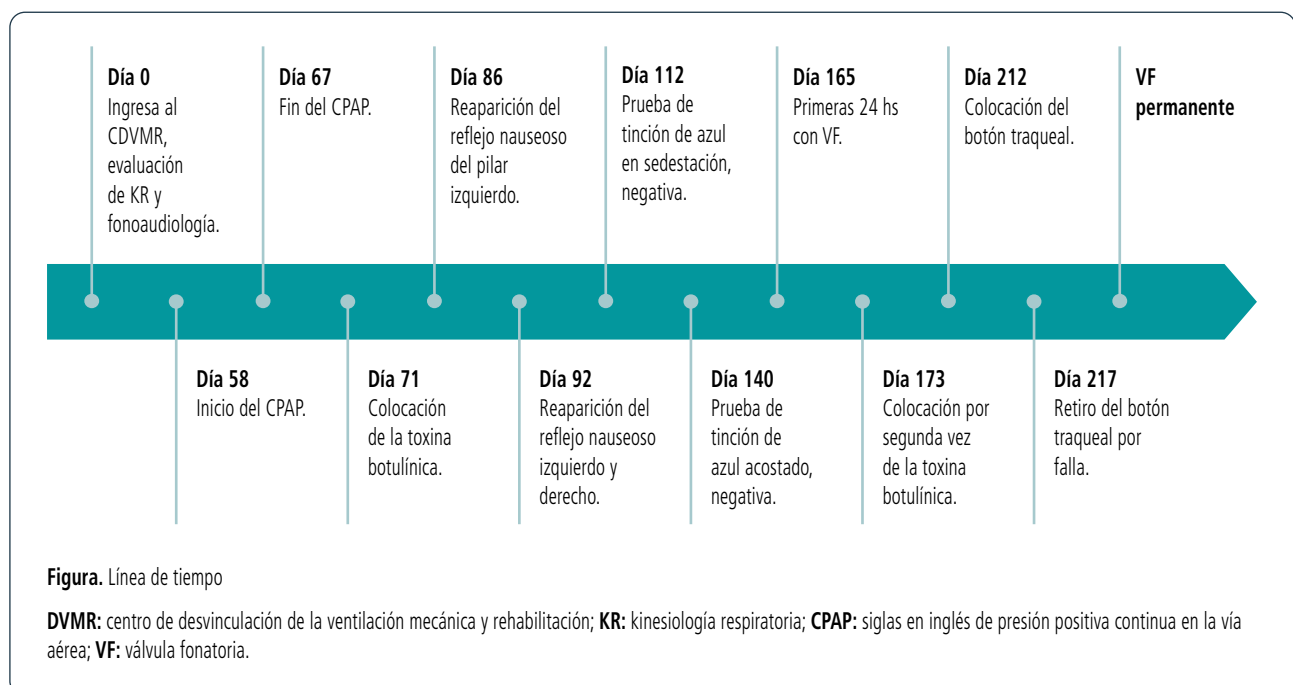 Día 0
Ingresa al
CDVMR,
evaluación
de KR y
fonoaudiología.
Día 67
Fin del CPAP.
Día 86
Reaparición del
reflejo nauseoso
del pilar
izquierdo.
Día 112
Prueba de
tinción de azul
en sedestación,
negativa.
Día 165
Primeras 24 hs
con VF.
Día 212
Colocación del
botón traqueal.
VF
permanente
Día 58
Inicio del CPAP.
Día 71
Colocación
de la toxina
botulínica.
Día 92
Reaparición del
reflejo nauseoso
izquierdo y
derecho.
Día 140
Prueba de
tinción de
azul acostado,
negativa.
Día 173
Colocación por
segunda vez
de la toxina
botulínica.
Día 217
Retiro del botón
traqueal por
falla.
Figura. Línea de tiempo
DVMR: centro de desvinculación de la ventilación mecánica y rehabilitación; KR: kinesiología respiratoria; CPAP: siglas en inglés de presión positiva continua en la vía
aérea; VF: válvula fonatoria.